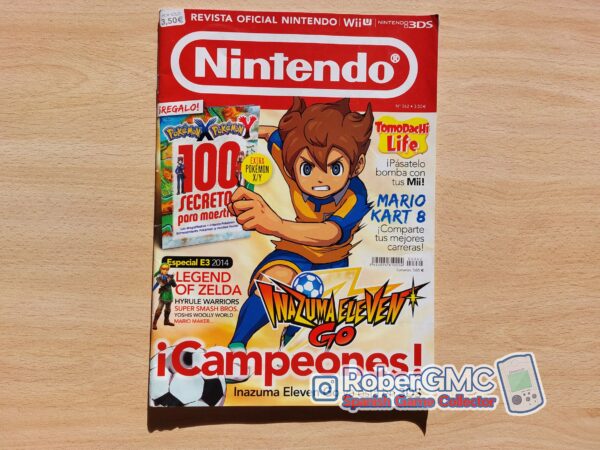 3,50€
REVISTA OFICIAL NINTENDO
Wii U
NINTENDO 3DS
Nintendo®
¡REGALO!
POKÉMON X POKÉMON Y
100
SECRETOS
para maestros
EXTRA
POKÉMON
X/Y
TOMODACHI
Life
¡Pásatelo
bomba con
tus Mii!
MARIO
KART 8
¡Comparte
tus mejores
carreras!
Especial E3 2014
LEGEND
OF ZELDA
HYRULE WARRIORS
SUPER SMASH BROS.
YOSHI'S WOOLLY WORLD
MARIO MAKER...
INAZUMA ELEVEN
GO
¡Campeones!
Inazuma Eleven
RoberGMC
Spanish Game Collector